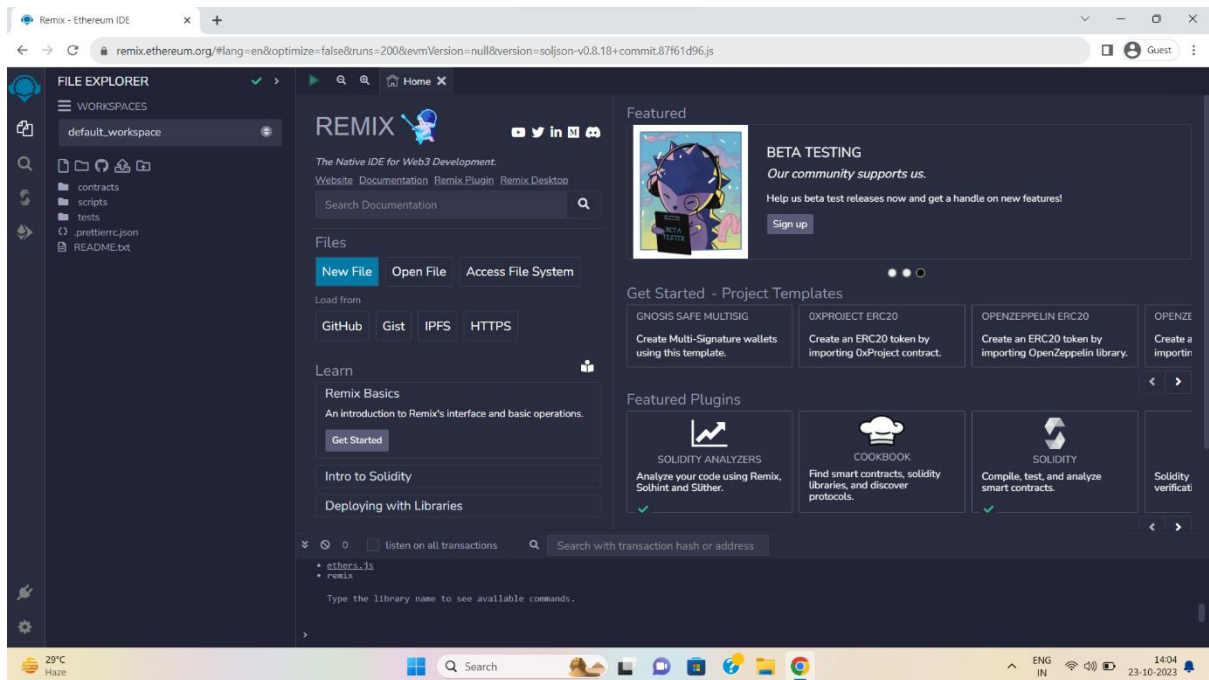 Remix - Ethereum IDE
remix.ethereum.org/#lang=en&optimize=false&runs=200&evmVersion=null&version=soljson-v0.8.18+commit.87f61d96.js
Guest
FILE EXPLORER
WORKSPACES
default_workspace
contracts
scripts
tests
.prettierrc.json
README.txt
Home
REMIX
The Native IDE for Web3 Development.
Website Documentation Remix Plugin Remix Desktop
Search Documentation
Files
New File Open File Access File System
Load from
GitHub Gist IPFS HTTPS
Learn
Remix Basics
An introduction to Remix's interface and basic operations.
Get Started
Intro to Solidity
Deploying with Libraries
Featured
BETA TESTER
BETA TESTING
Our community supports us.
Help us beta test releases now and get a handle on new features!
Sign up
Get Started - Project Templates
GNOSIS SAFE MULTISIG
Create Multi-Signature wallets
using this template.
0XPROJECT ERC20
Create an ERC20 token by
importing 0xProject contract.
OPENZEPPELIN ERC20
Create an ERC20 token by
importing OpenZeppelin library.
OPENZE
Create a
importin
Featured Plugins
SOLIDITY ANALYZERS
Analyze your code using Remix,
Solhint and Slither.
COOKBOOK
Find smart contracts, solidity
libraries, and discover
protocols.
SOLIDITY
Compile, test, and analyze
smart contracts.
Solidity
verificati
0 listen on all transactions Search with transaction hash or address
• ethers.js
• remix
Type the library name to see available commands.
>
29°C
Haze
Search
ENG
IN
14:04
23-10-2023